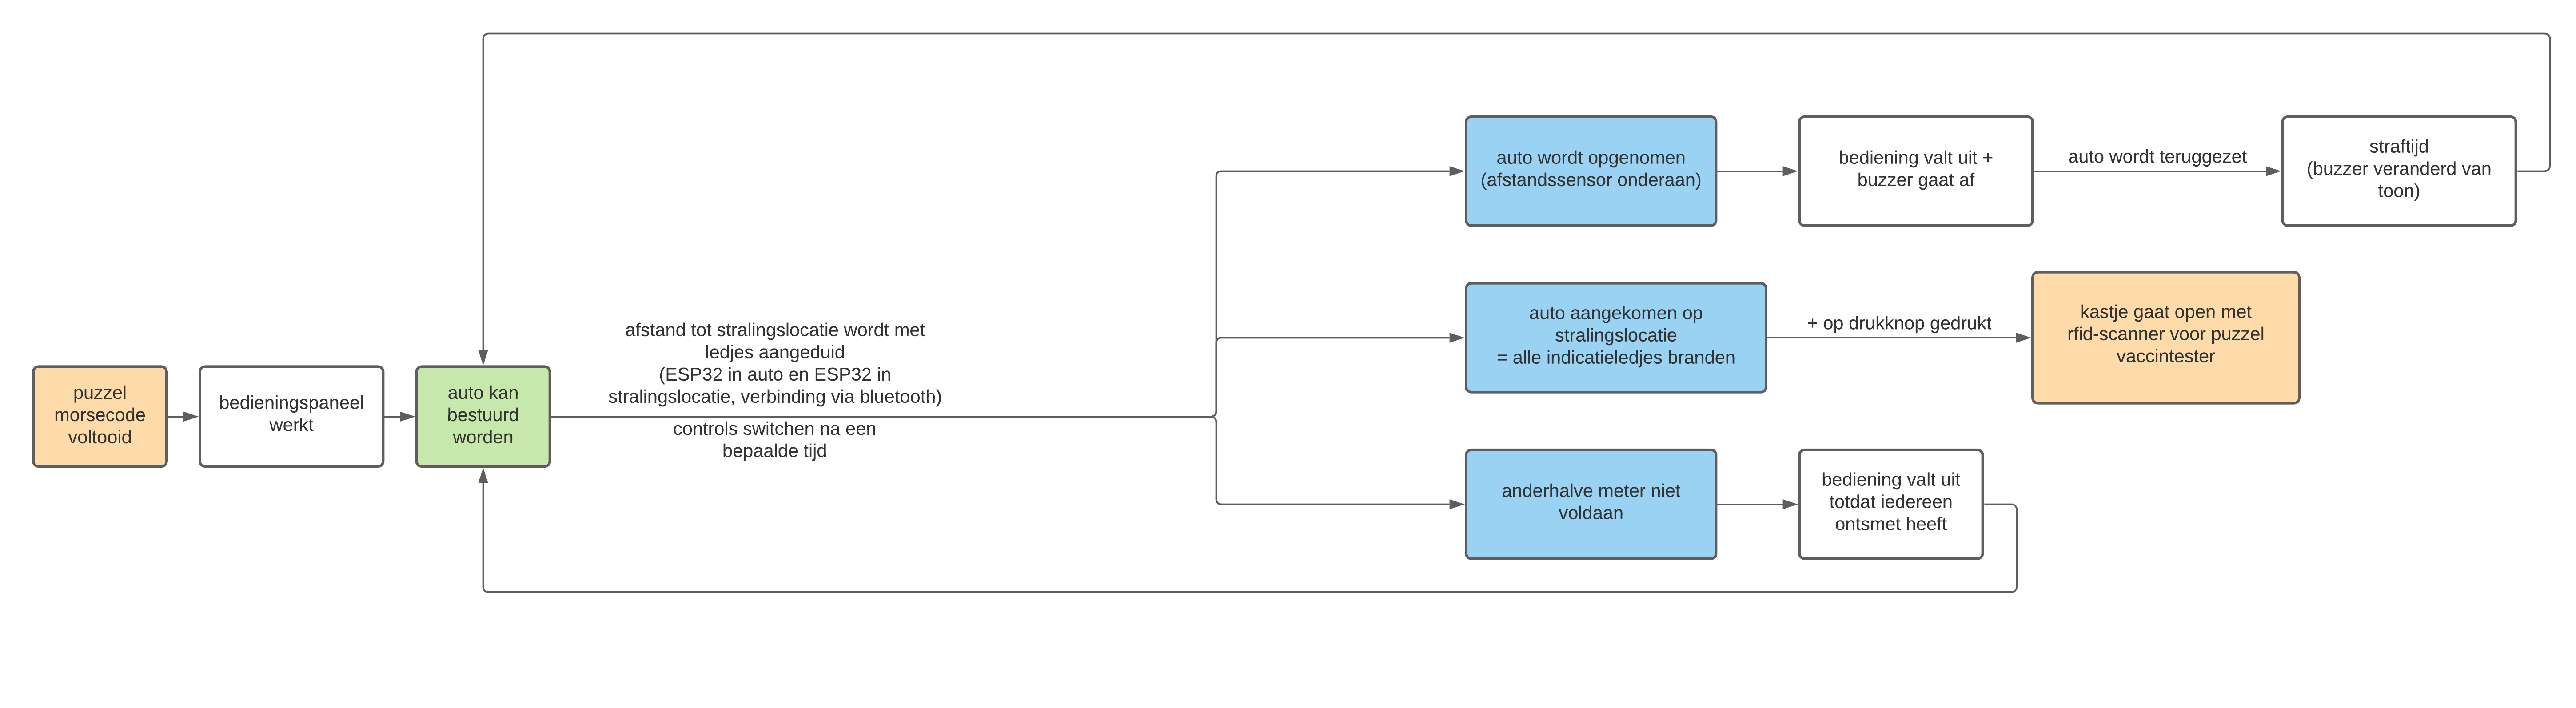 puzzel
morsecode
voltooid
bedieningspaneel
werkt
auto kan
bestuurd
worden
afstand tot stralingslocatie wordt met
ledjes aangeduid
(ESP32 in auto en ESP32 in
stralingslocatie, verbinding via bluetooth)
controls switchen na een
bepaalde tijd
auto wordt opgenomen
(afstandssensor onderaan)
bediening valt uit +
buzzer gaat af
auto wordt teruggezet
straftijd
(buzzer veranderd van
toon)
auto aangekomen op
stralingslocatie
= alle indicatieledjes branden
+ op drukknop gedrukt
kastje gaat open met
rfid-scanner voor puzzel
vaccintester
anderhalve meter niet
voldaan
bediening valt uit
totdat iedereen
ontsmet heeft